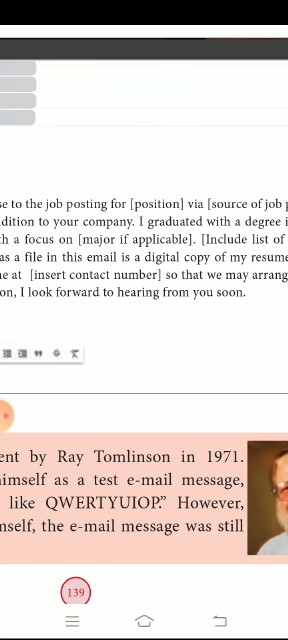 se to the job posting for [position] via [source of job p
dition to your company. I graduated with a degree i
h a focus on [major if applicable]. [Include list of
as a file in this email is a digital copy of my resume
ne at [insert contact number] so that we may arrang
on, I look forward to hearing from you soon.
ent by Ray Tomlinson in 1971.
himself as a test e-mail message,
like QWERTYUIOP.” However,
mself, the e-mail message was still
139